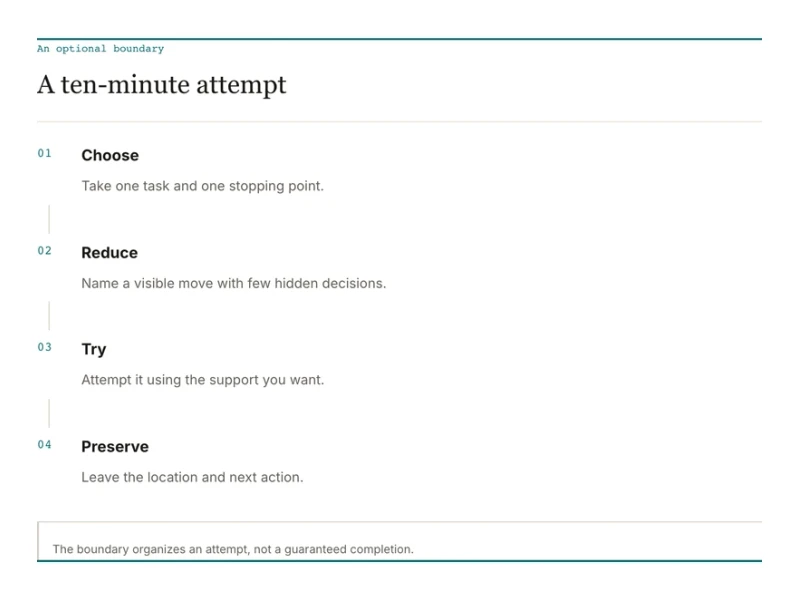 An optional boundary
A ten-minute attempt
01
Choose
Take one task and one stopping point.
02
Reduce
Name a visible move with few hidden decisions.
03
Try
Attempt it using the support you want.
04
Preserve
Leave the location and next action.
The boundary organizes an attempt, not a guaranteed completion.